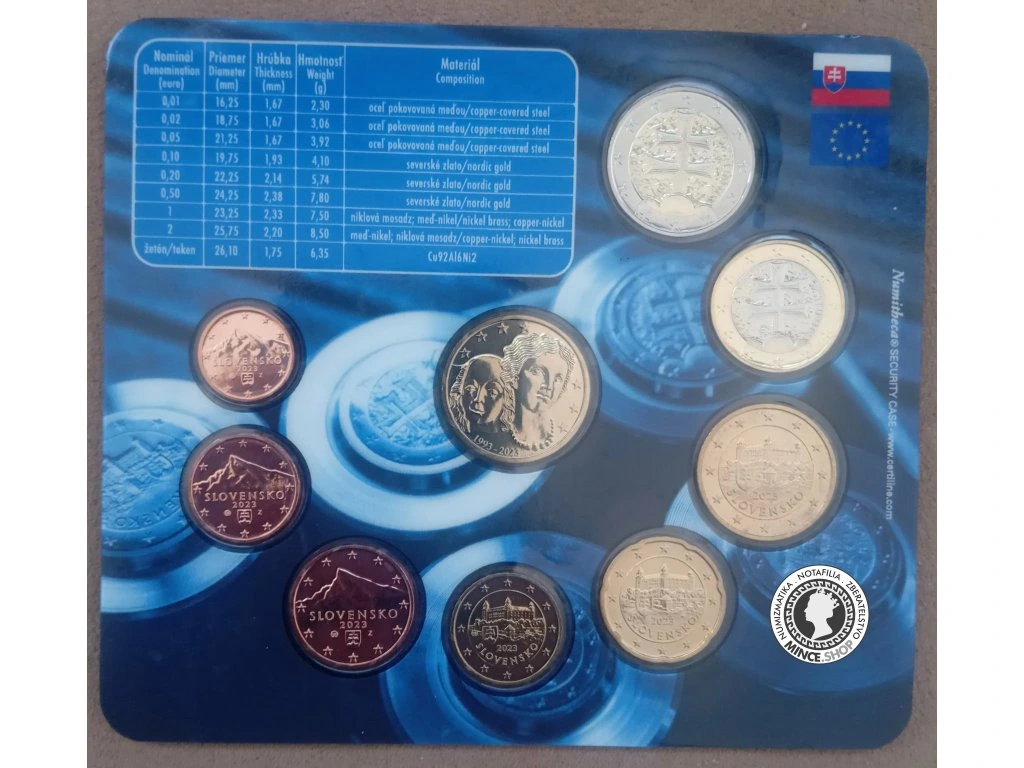 Nominál Priemer Hrúbka Hmotnosť Materiál
Denomination Diameter Thickness Weight Composition
(euro) (mm) (mm) (g)
0,01 16,25 1,67 2,30 oceľ pokovovaná meďou/copper-covered steel
0,02 18,75 1,67 3,06 oceľ pokovovaná meďou/copper-covered steel
0,05 21,25 1,67 3,92 oceľ pokovovaná meďou/copper-covered steel
0,10 19,75 1,93 4,10 severské zlato/nordic gold
0,20 22,25 2,14 5,74 severské zlato/nordic gold
0,50 24,25 2,38 7,80 severské zlato/nordic gold
1 23,25 2,33 7,50 niklová mosadz; meď-nikel/nickel brass; copper-nickel
2 25,75 2,20 8,50 meď-nikel; niklová mosadz/copper-nickel; nickel brass
žetón/token 26,10 1,75 6,35 Cu92Al6Ni2
Numitheca® SECURITY CASE - www.cardline.com
SLOVENSKO
2023
Z
1993-2023
2023
SLOVENSKO
SLOVENSKO
2023
Z
SLOVENSKO
2023
Z
2023
SLOVENSKO
2023
SLOVENSKO
NUMIZMATIKA . NOTAFILIA . ZBERATEĽSTVO
MINCE.SHOP